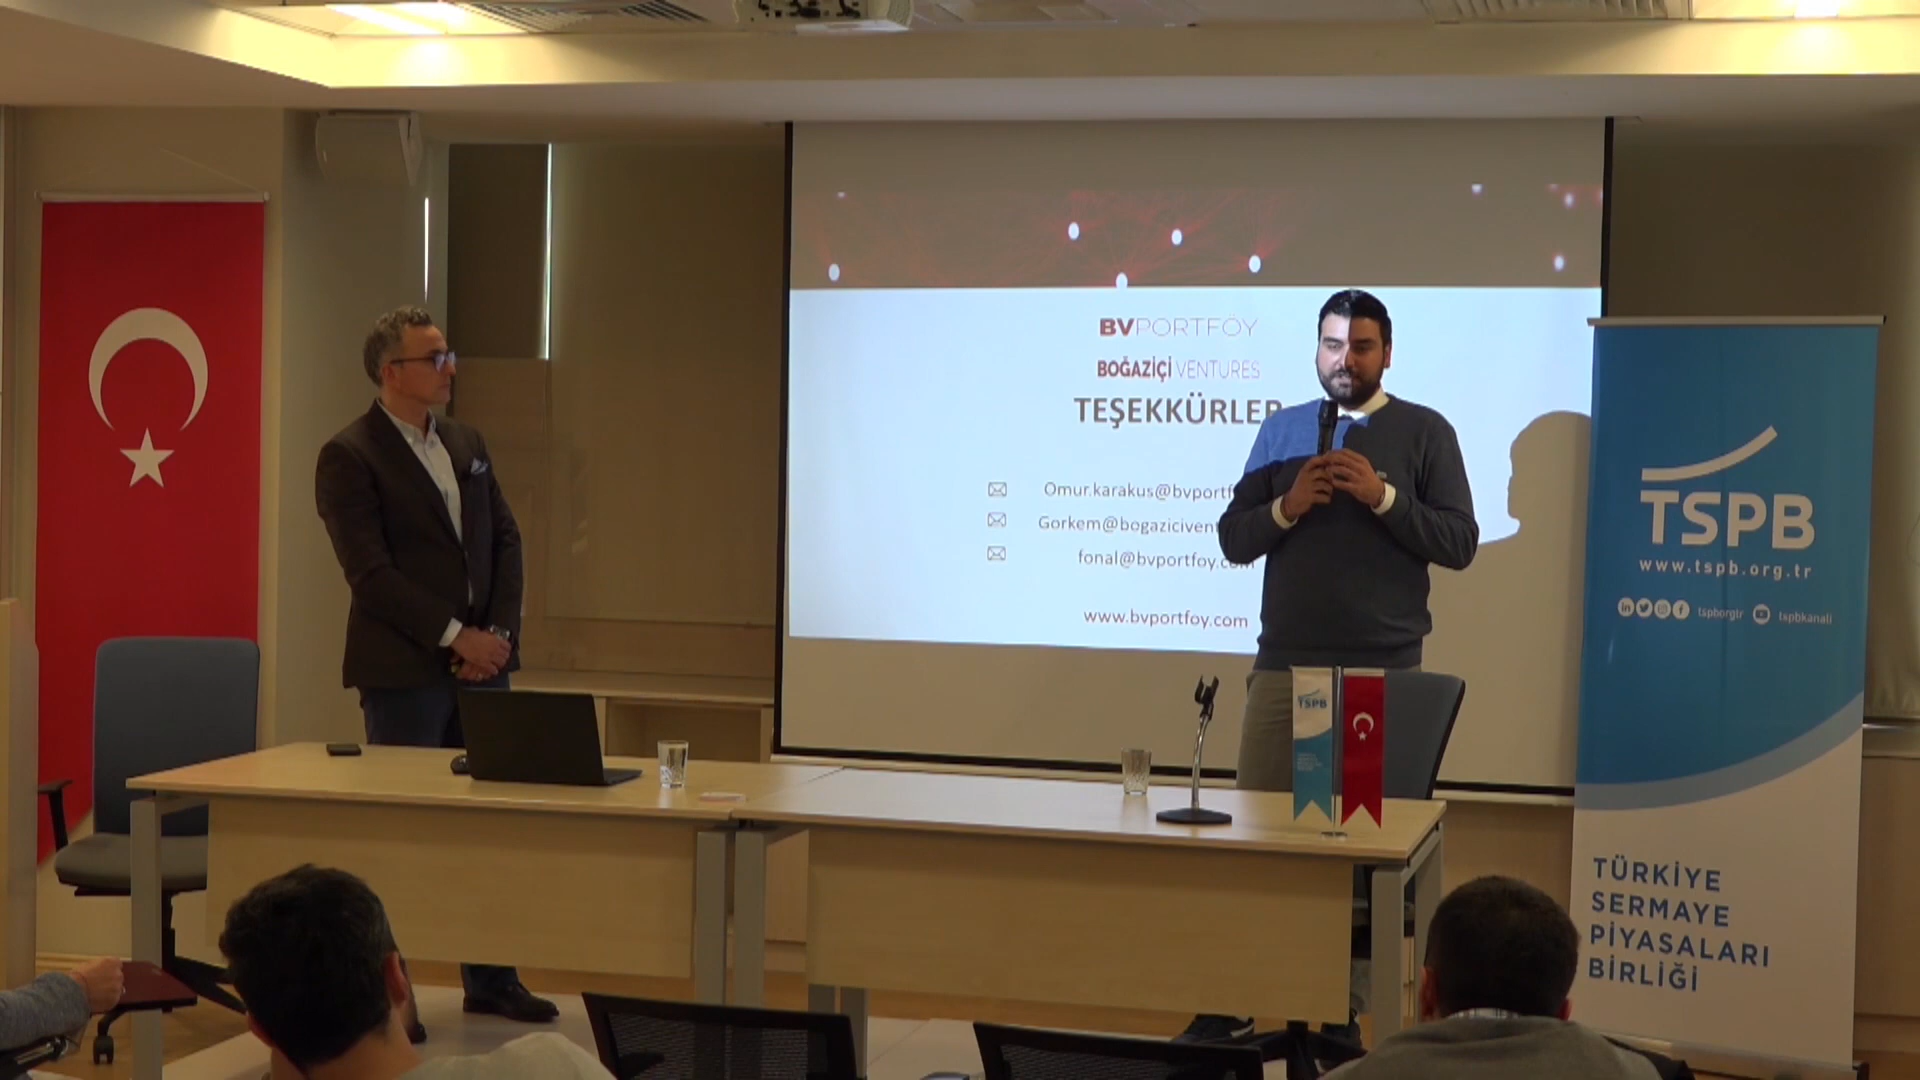 BVPORTFÖY
BOĞAZİÇİ VENTURES
TEŞEKKÜRLER
Omur.karakus@bvportf
Gorkem@bogaziciven
fonal@bvportfoy.com
www.bvportfoy.com
TSPB
www.tspb.org.tr
tspborgtr tspbkanali
TSPB
TÜRKİYE
SERMAYE
PİYASALARI
BİRLİĞİ